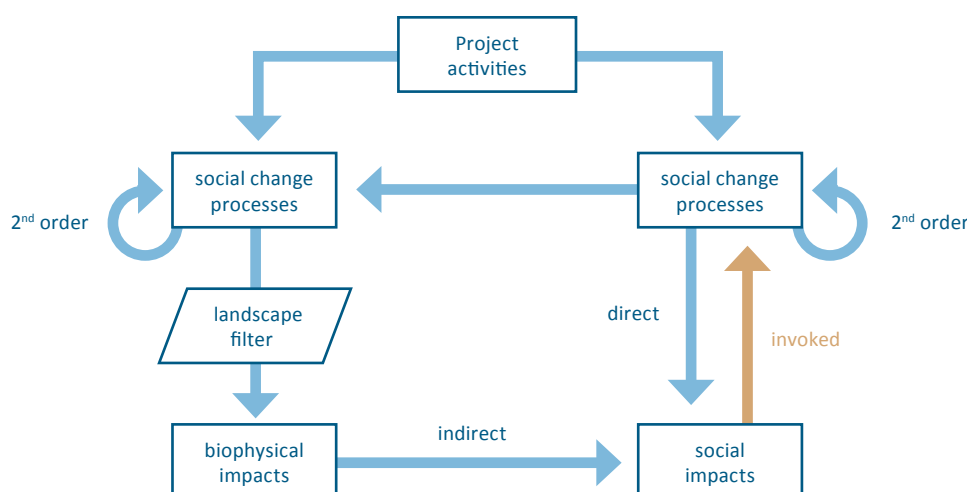 Project
activities
social change
processes
social change
processes
2nd order
2nd order
landscape
filter
direct
invoked
biophysical
impacts
indirect
social
impacts